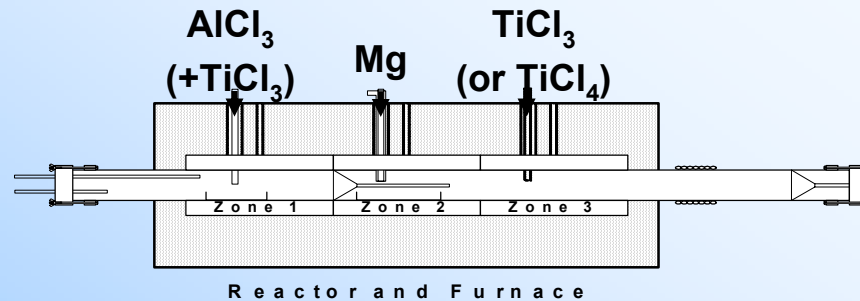 AlCl₃
(+TiCl₃)
Mg
TiCl₃
(or TiCl₄)
Zone 1
Zone 2
Zone 3
Reactor and Furnace